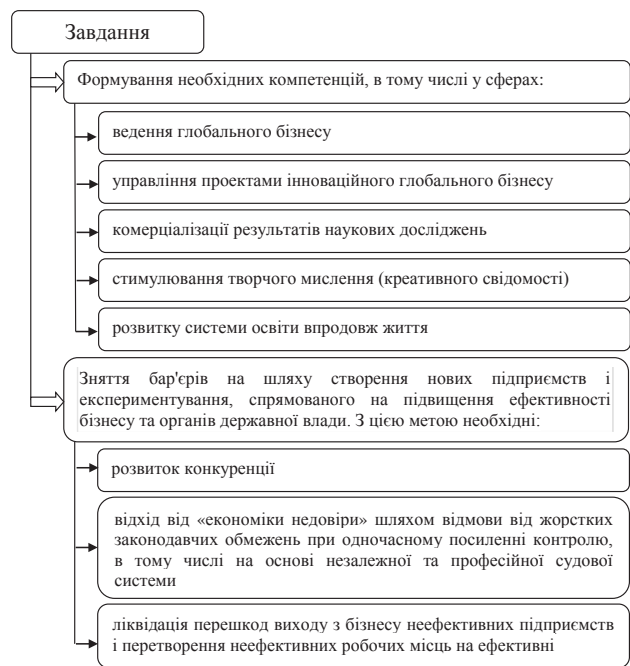 Завдання
Формування необхідних компетенцій, в тому числі у сферах:
ведення глобального бізнесу
управління проектами інноваційного глобального бізнесу
комерціалізації результатів наукових досліджень
стимулювання творчого мислення (креативного свідомості)
розвитку системи освіти впродовж життя
Зняття бар'єрів на шляху створення нових підприємств і
експериментування, спрямованого на підвищення ефективності
бізнесу та органів державної влади. З цією метою необхідні:
розвиток конкуренції
відхід від «економіки недовіри» шляхом відмови від жорстких
законодавчих обмежень при одночасному посиленні контролю,
в тому числі на основі незалежної та професійної судової
системи
ліквідація перешкод виходу з бізнесу неефективних підприємств
і перетворення неефективних робочих місць на ефективні